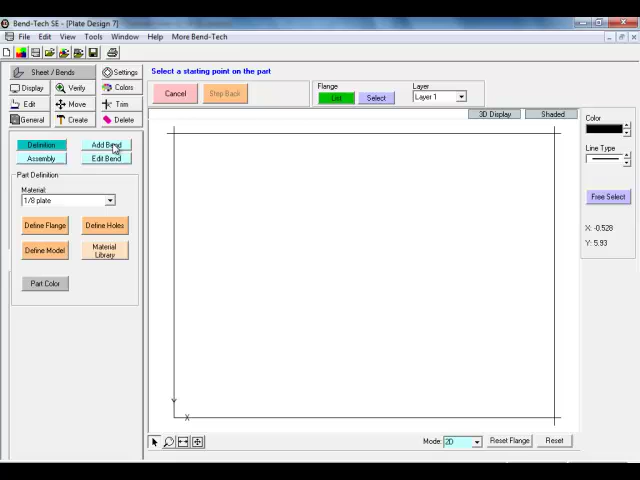 Bend-Tech SE - [Plate Design 7]
File Edit View Tools Window Help More Bend-Tech
Sheet / Bends Settings
Display Verify Colors
Edit Move Trim
General Create Delete
Select a starting point on the part
Cancel Step Back
Flange
List Select
Layer
Layer 1
3D Display Shaded
Definition Add Bend
Assembly Edit Bend
Part Definition
Material:
1/8 plate
Define Flange Define Holes
Define Model Material Library
Part Color
Color
Line Type
Free Select
X: -0.528
Y: 5.93
Y
X
Mode: 2D Reset Flange Reset